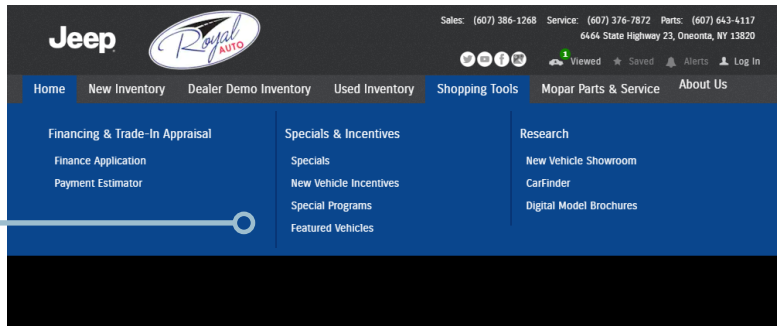 Jeep
Royal
AUTO
Sales: (607) 386-1268 Service: (607) 376-7872 Parts: (607) 643-4117
6464 State Highway 23, Oneonta, NY 13820
1 Viewed Saved Alerts Log In
Home New Inventory Dealer Demo Inventory Used Inventory Shopping Tools Mopar Parts & Service About Us
Financing & Trade-In Appraisal
Finance Application
Payment Estimator
Specials & Incentives
Specials
New Vehicle Incentives
Special Programs
Featured Vehicles
Research
New Vehicle Showroom
CarFinder
Digital Model Brochures